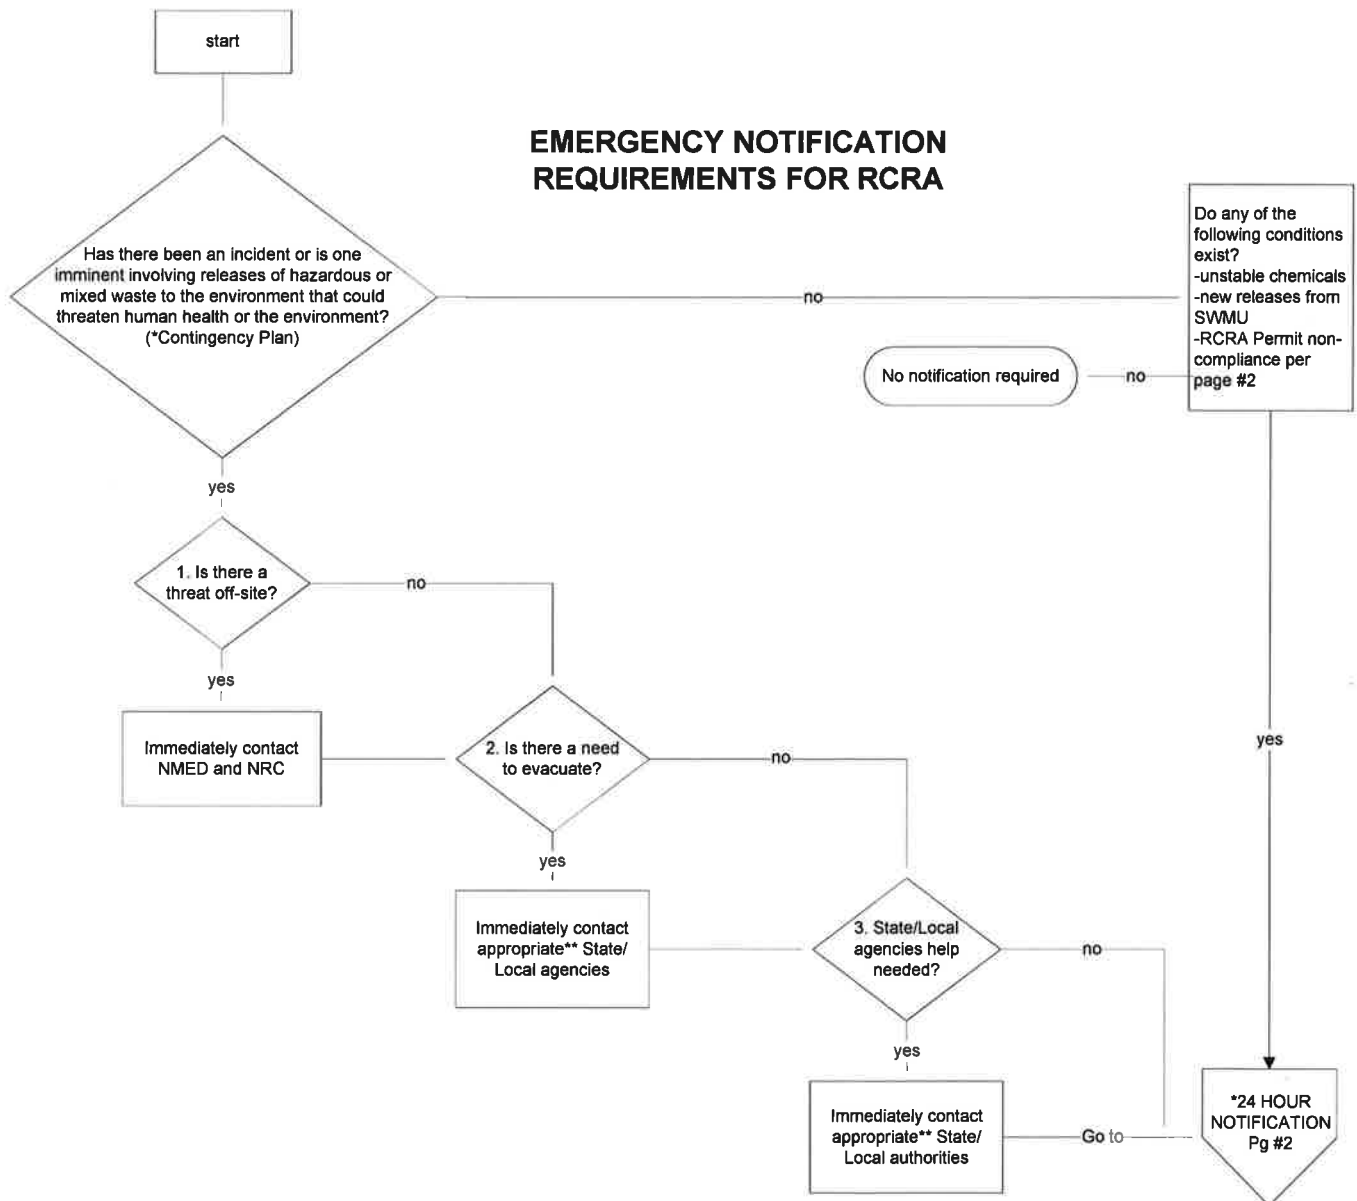 start
EMERGENCY NOTIFICATION
REQUIREMENTS FOR RCRA
Has there been an incident or is one
imminent involving releases of hazardous or
mixed waste to the environment that could
threaten human health or the environment?
(*Contingency Plan)
no
Do any of the
following conditions
exist?
-unstable chemicals
-new releases from
SWMU
-RCRA Permit non-
compliance per
page #2
No notification required
no
yes
1. Is there a
threat off-site?
no
yes
Immediately contact
NMED and NRC
2. Is there a need
to evacuate?
no
yes
yes
Immediately contact
appropriate** State/
Local agencies
3. State/Local
agencies help
needed?
no
yes
Immediately contact
appropriate** State/
Local authorities
Go to
*24 HOUR
NOTIFICATION
Pg #2